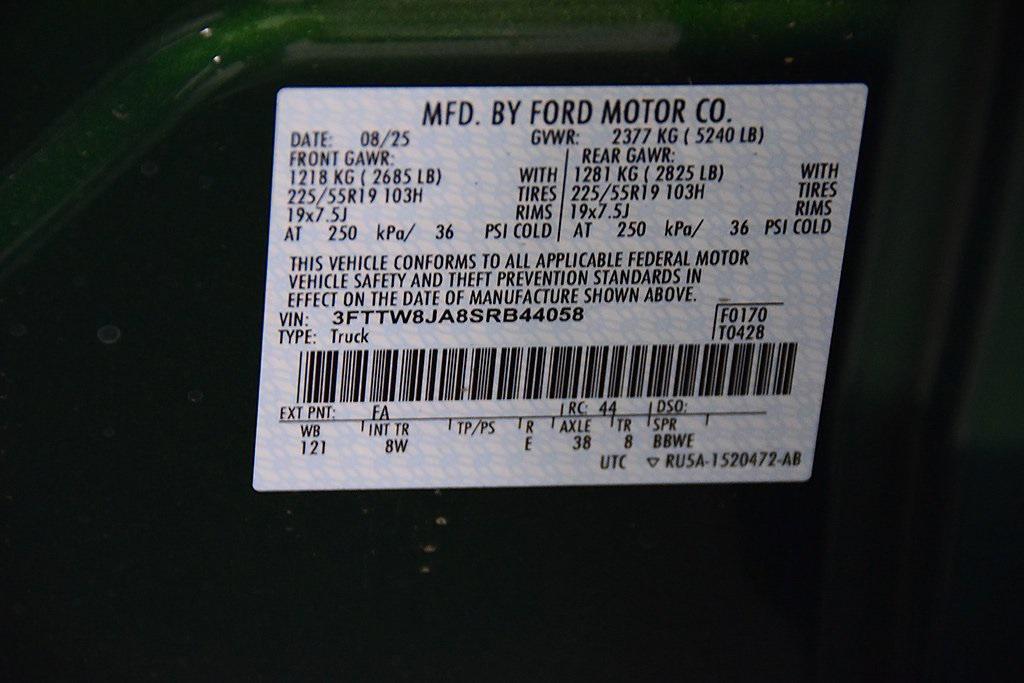 MFD. BY FORD MOTOR CO.
DATE: 08/25 GVWR: 2377 KG ( 5240 LB)
FRONT GAWR: REAR GAWR:
1218 KG ( 2685 LB) WITH 1281 KG ( 2825 LB) WITH
225/55R19 103H TIRES 225/55R19 103H TIRES
19x7.5J RIMS 19x7.5J RIMS
AT 250 kPa/ 36 PSI COLD AT 250 kPa/ 36 PSI COLD
THIS VEHICLE CONFORMS TO ALL APPLICABLE FEDERAL MOTOR
VEHICLE SAFETY AND THEFT PREVENTION STANDARDS IN
EFFECT ON THE DATE OF MANUFACTURE SHOWN ABOVE.
VIN: 3FTTW8JA8SRB44058 F0170
TYPE: Truck T0428
EXT PNT: FA RC: 44 DSO:
WB INT TR TP/PS R AXLE TR SPR
121 8W E 38 8 BBWE
UTC ▽ RU5A-1520472-AB